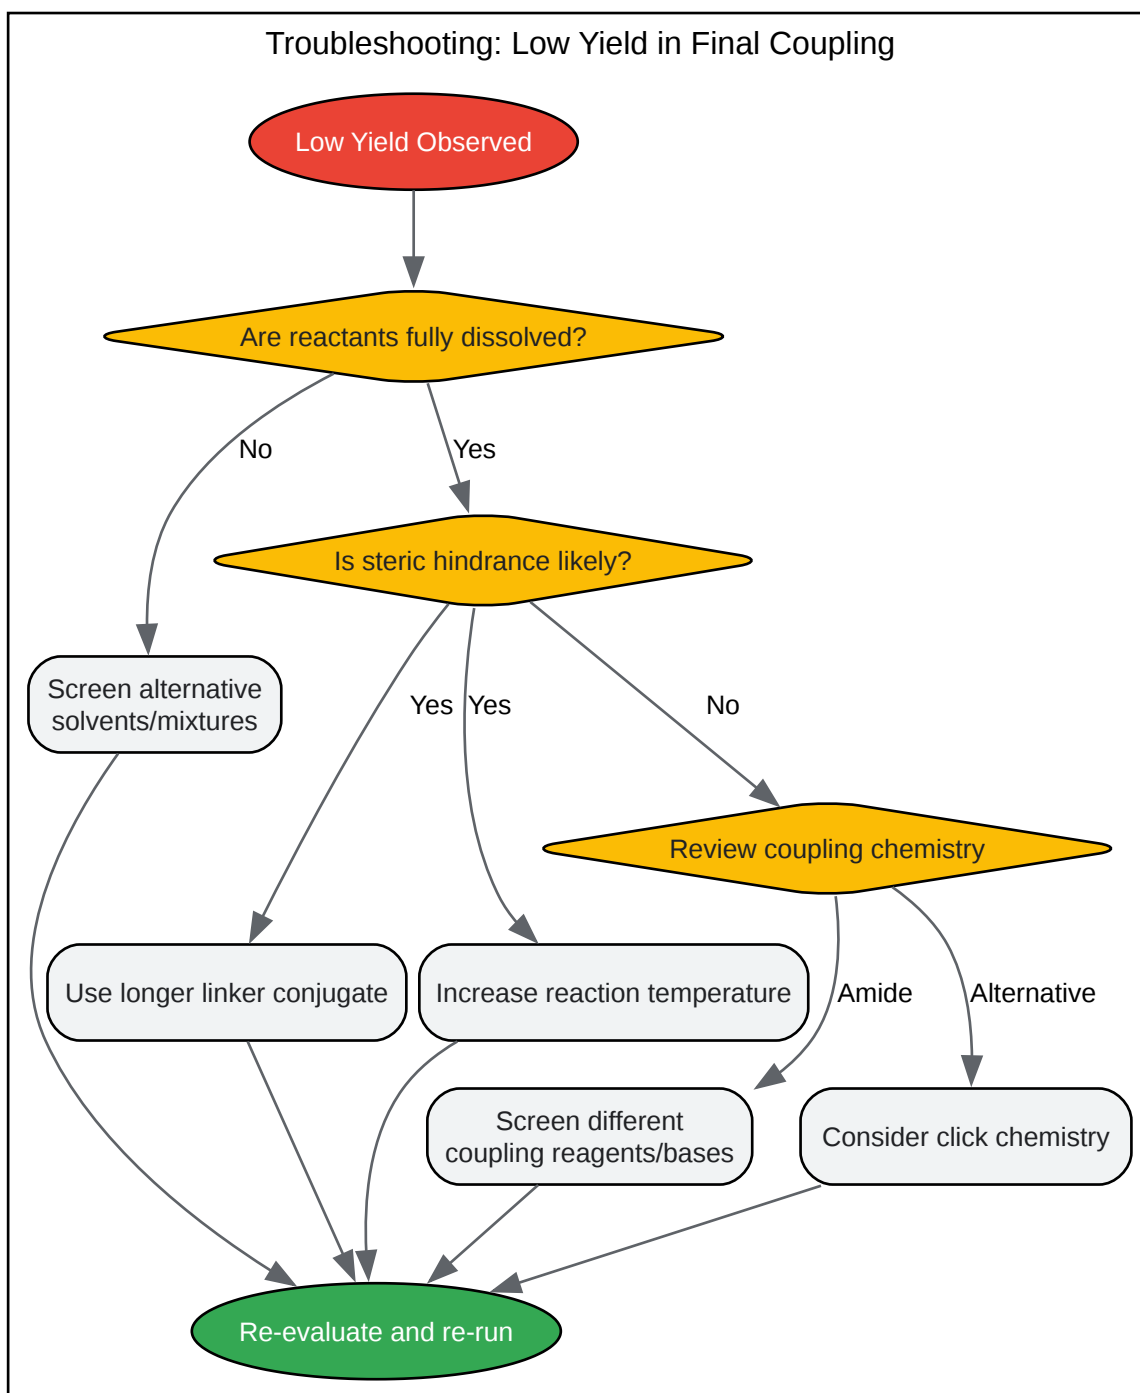 Troubleshooting: Low Yield in Final Coupling
Low Yield Observed
Are reactants fully dissolved?
No
Yes
Is steric hindrance likely?
Screen alternative
solvents/mixtures
Yes
Yes
No
Review coupling chemistry
Use longer linker conjugate
Increase reaction temperature
Amide
Alternative
Screen different
coupling reagents/bases
Consider click chemistry
Re-evaluate and re-run